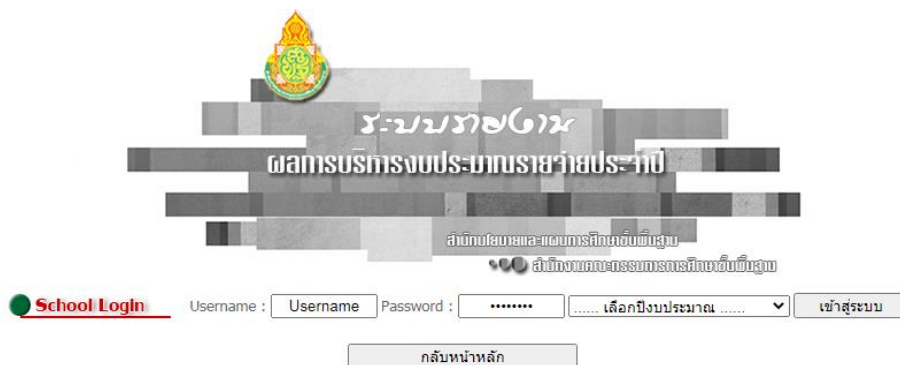 ระบบรายงาน
ผลการบริหารงบประมาณรายจ่ายประจำปี
สำนักนโยบายและแผนการศึกษาขั้นพื้นฐาน
สำนักงานคณะกรรมการการศึกษาขั้นพื้นฐาน
School Login Username : Username Password : •••••••• ...... เลือกปีงบประมาณ ...... เข้าสู่ระบบ
กลับหน้าหลัก